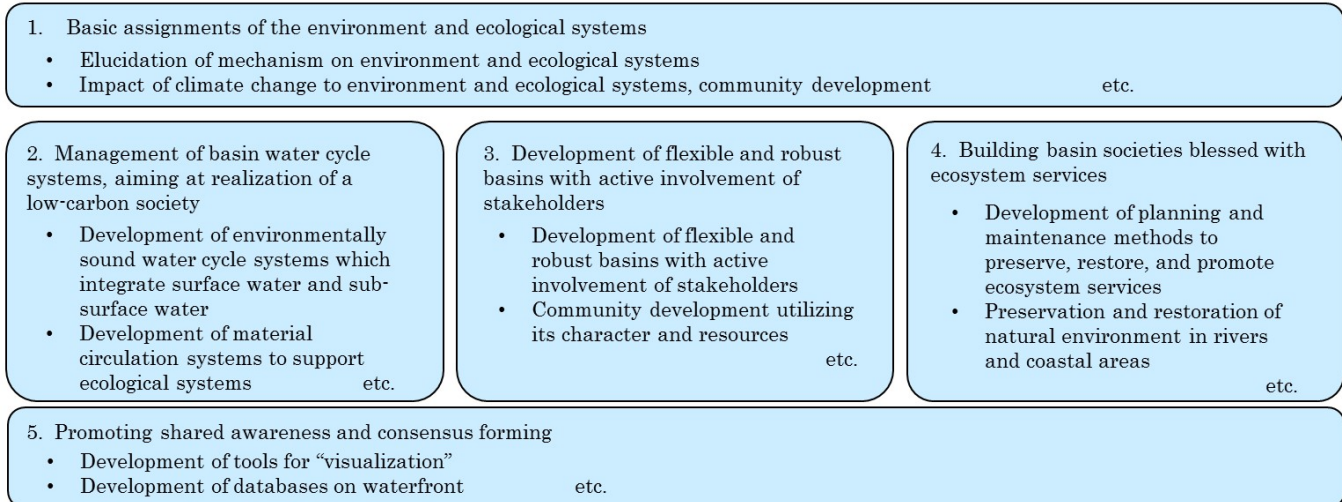 1. Basic assignments of the environment and ecological systems
• Elucidation of mechanism on environment and ecological systems
• Impact of climate change to environment and ecological systems, community development etc.
2. Management of basin water cycle
systems, aiming at realization of a
low-carbon society
• Development of environmentally
sound water cycle systems which
integrate surface water and sub-
surface water
• Development of material
circulation systems to support
ecological systems etc.
3. Development of flexible and robust
basins with active involvement of
stakeholders
• Development of flexible and
robust basins with active
involvement of stakeholders
• Community development utilizing
its character and resources
etc.
4. Building basin societies blessed with
ecosystem services
• Development of planning and
maintenance methods to
preserve, restore, and promote
ecosystem services
• Preservation and restoration of
natural environment in rivers
and coastal areas
etc.
5. Promoting shared awareness and consensus forming
• Development of tools for “visualization”
• Development of databases on waterfront etc.